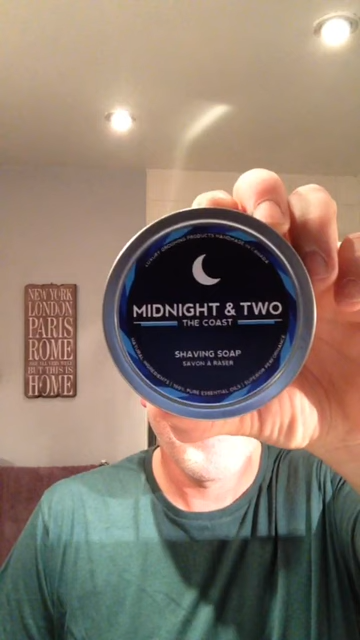 LUXURY GROOMING PRODUCTS HANDMADE IN CANADA
MIDNIGHT & TWO
THE COAST
SHAVING SOAP
SAVON À RASER
NATURAL INGREDIENTS | 100% PURE ESSENTIAL OILS | SUPERIOR PERFORMANCE
NEW YORK
LONDON
PARIS
ROME
BUT THIS IS
HOME